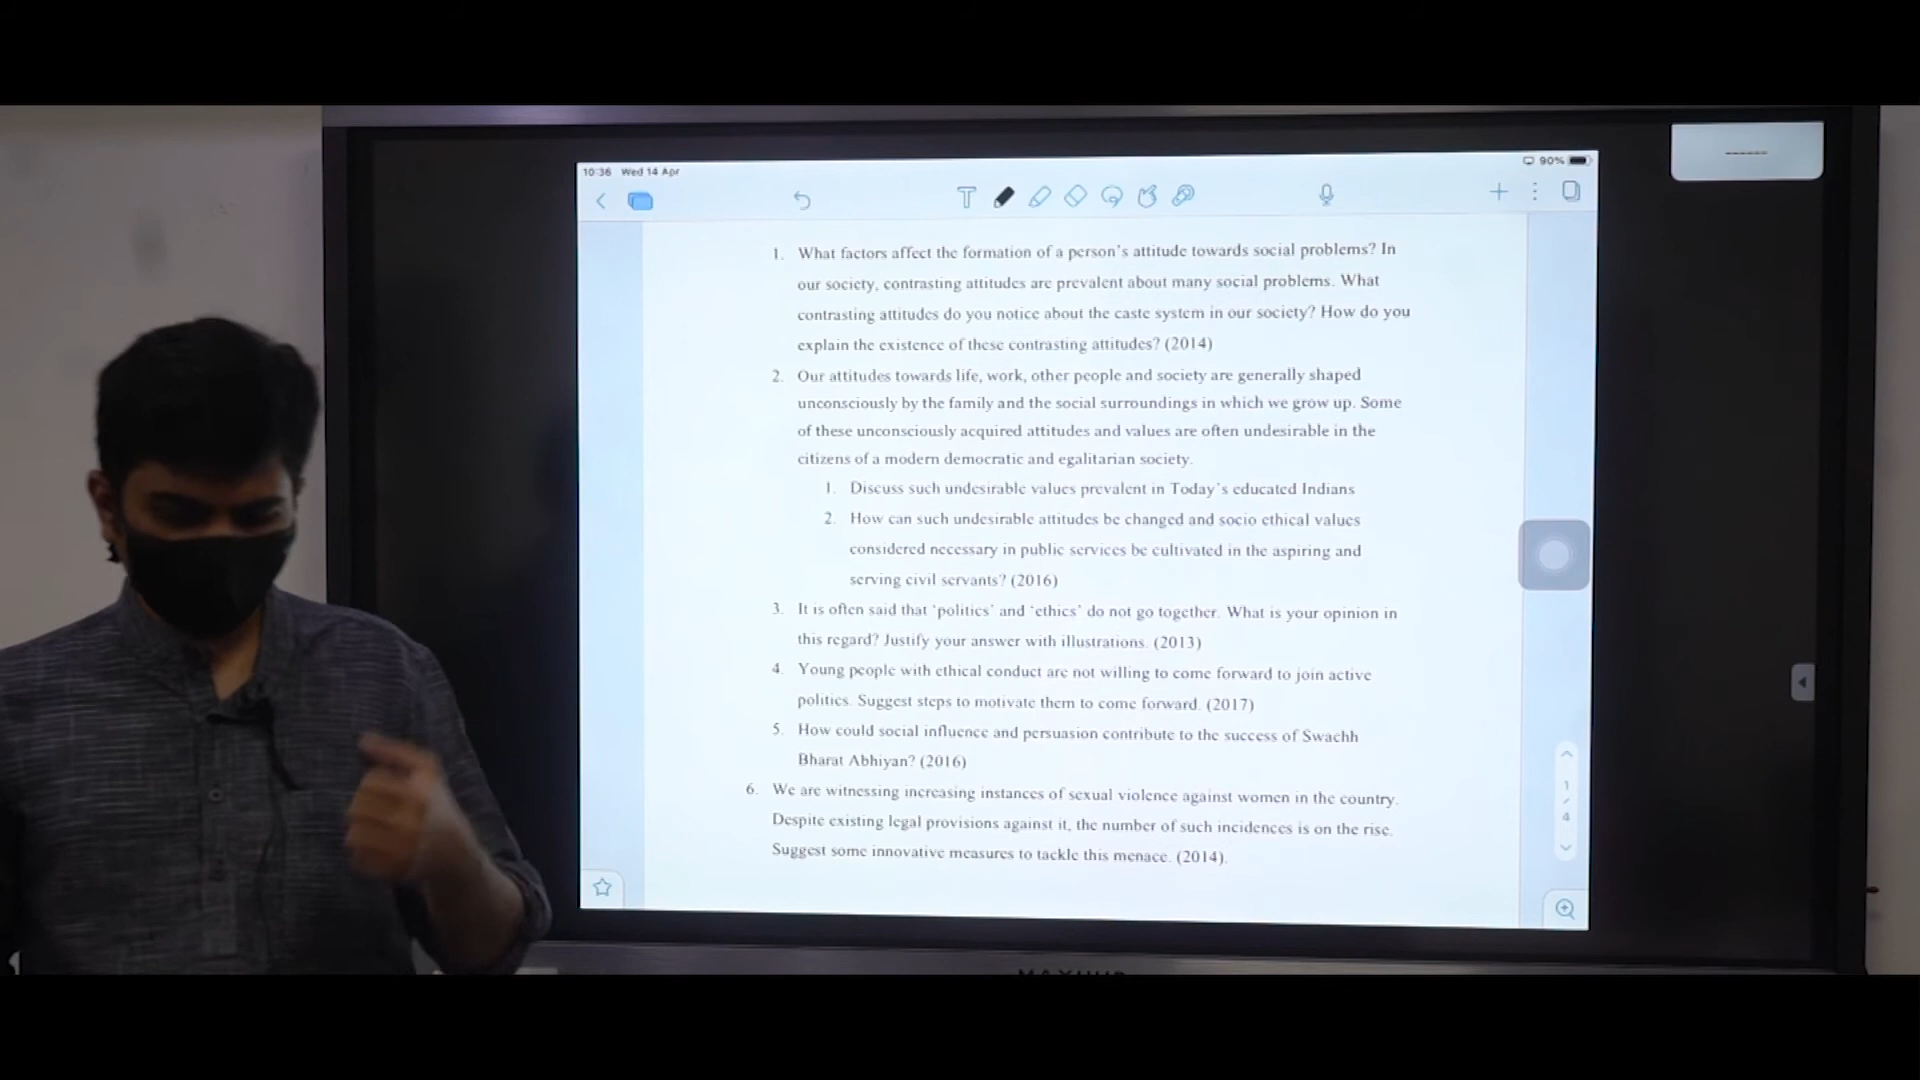 10:36 Wed 14 Apr
90%
1. What factors affect the formation of a person's attitude towards social problems? In
our society, contrasting attitudes are prevalent about many social problems. What
contrasting attitudes do you notice about the caste system in our society? How do you
explain the existence of these contrasting attitudes? (2014)
2. Our attitudes towards life, work, other people and society are generally shaped
unconsciously by the family and the social surroundings in which we grow up. Some
of these unconsciously acquired attitudes and values are often undesirable in the
citizens of a modern democratic and egalitarian society.
1. Discuss such undesirable values prevalent in Today's educated Indians
2. How can such undesirable attitudes be changed and socio ethical values
considered necessary in public services be cultivated in the aspiring and
serving civil servants? (2016)
3. It is often said that 'politics' and 'ethics' do not go together. What is your opinion in
this regard? Justify your answer with illustrations. (2013)
4. Young people with ethical conduct are not willing to come forward to join active
politics. Suggest steps to motivate them to come forward. (2017)
5. How could social influence and persuasion contribute to the success of Swachh
Bharat Abhiyan? (2016)
6. We are witnessing increasing instances of sexual violence against women in the country.
Despite existing legal provisions against it, the number of such incidences is on the rise.
Suggest some innovative measures to tackle this menace. (2014).
1
/
4